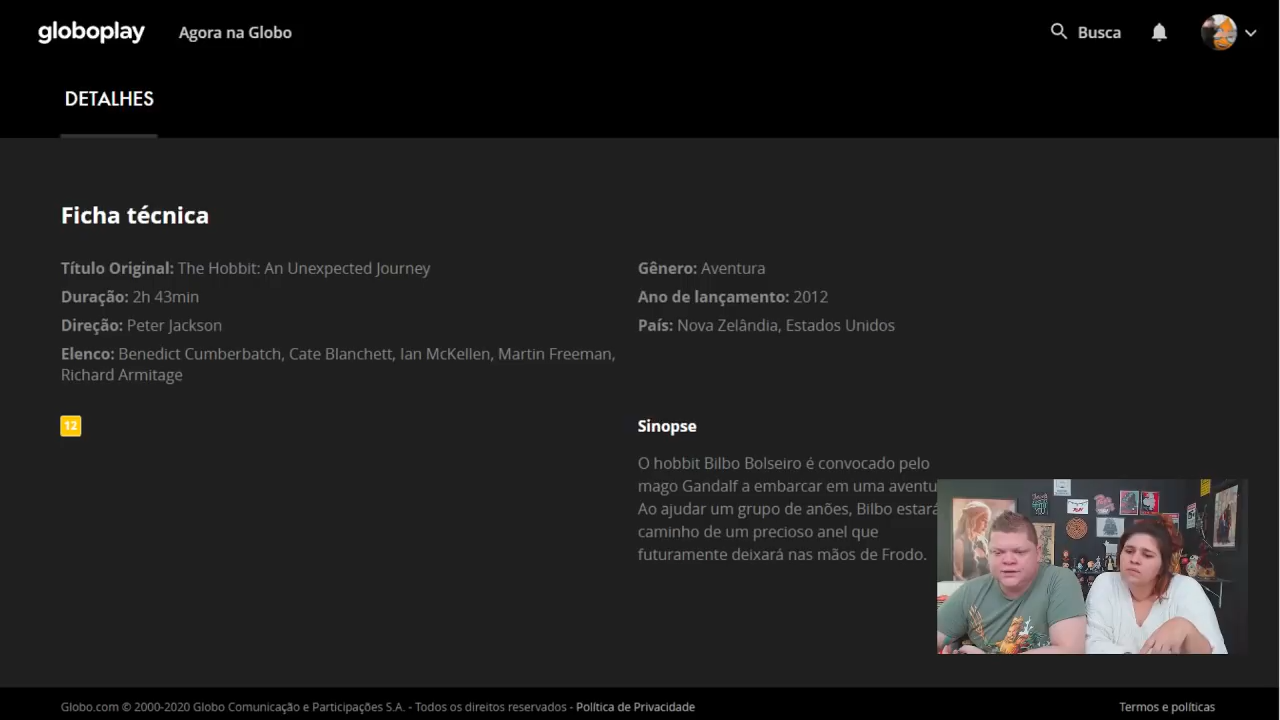 globoplay
Agora na Globo
Busca
DETALHES
Ficha técnica
Título Original: The Hobbit: An Unexpected Journey
Duração: 2h 43min
Direção: Peter Jackson
Elenco: Benedict Cumberbatch, Cate Blanchett, Ian McKellen, Martin Freeman,
Richard Armitage
Gênero: Aventura
Ano de lançamento: 2012
País: Nova Zelândia, Estados Unidos
12
Sinopse
O hobbit Bilbo Bolseiro é convocado pelo
mago Gandalf a embarcar em uma aventu
Ao ajudar um grupo de anões, Bilbo estará
caminho de um precioso anel que
futuramente deixará nas mãos de Frodo.
Globo.com © 2000-2020 Globo Comunicação e Participações S.A. - Todos os direitos reservados - Política de Privacidade
Termos e políticas